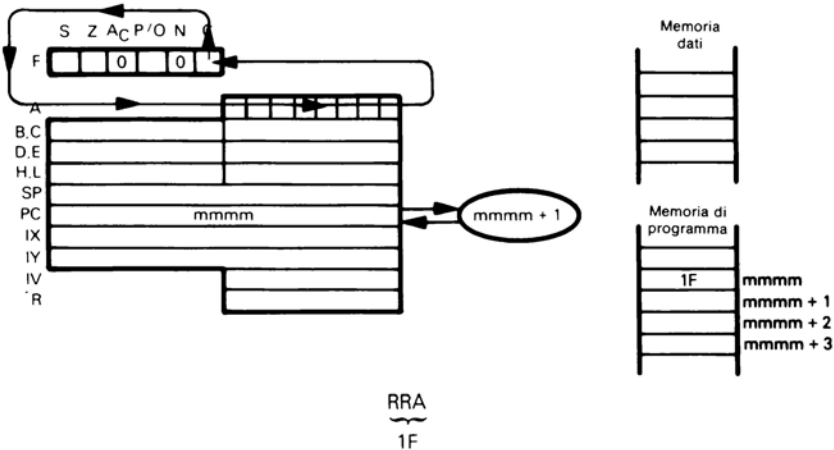 S Z AC P/O N C
F 0 0
A
B,C
D,E
H,L
SP
PC mmmm mmmm + 1
IX
IY
IV
R
Memoria
dati
Memoria di
programma
1F mmmm
mmmm + 1
mmmm + 2
mmmm + 3
RRA
1F